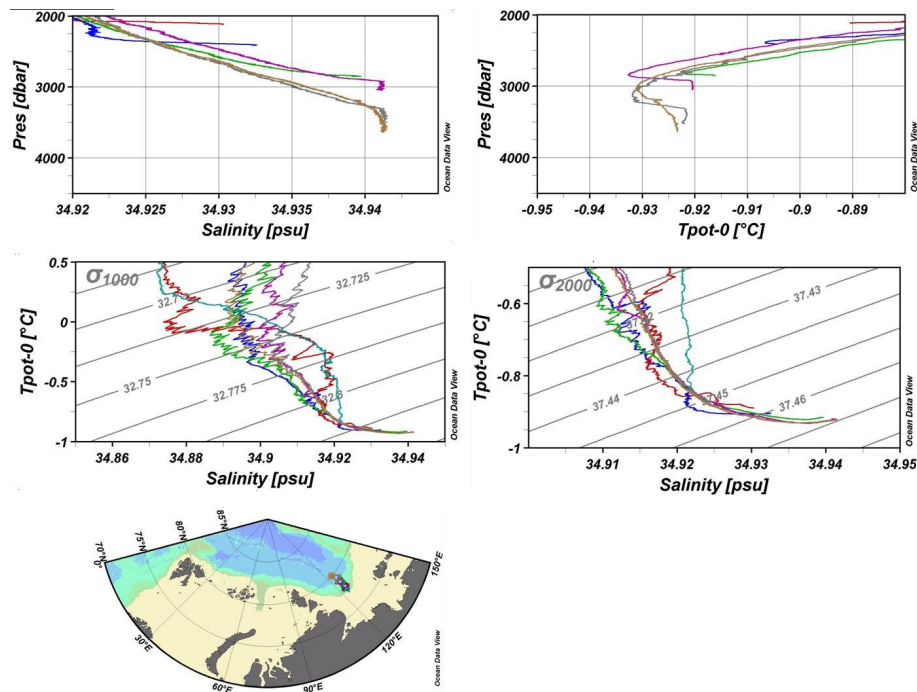 2000
3000
4000
Pres [dbar]
34.92
34.925
34.93
34.935
34.94
Salinity [psu]
Ocean Data View
2000
3000
4000
Pres [dbar]
-0.95
-0.94
-0.93
-0.92
-0.91
-0.9
-0.89
Tpot-0 [°C]
Ocean Data View
0.5
0
-0.5
-1
Tpot-0 [°C]
σ1000
32.7
32.725
32.75
32.775
32.8
34.86
34.88
34.9
34.92
34.94
Salinity [psu]
Ocean Data View
-0.6
-0.8
-1
Tpot-0 [°C]
σ2000
37.43
37.44
37.45
37.46
34.91
34.92
34.93
34.94
34.95
Salinity [psu]
Ocean Data View
70°N
75°N
80°N
85°N
0°
30°E
60°E
90°E
120°E
150°E
Ocean Data View